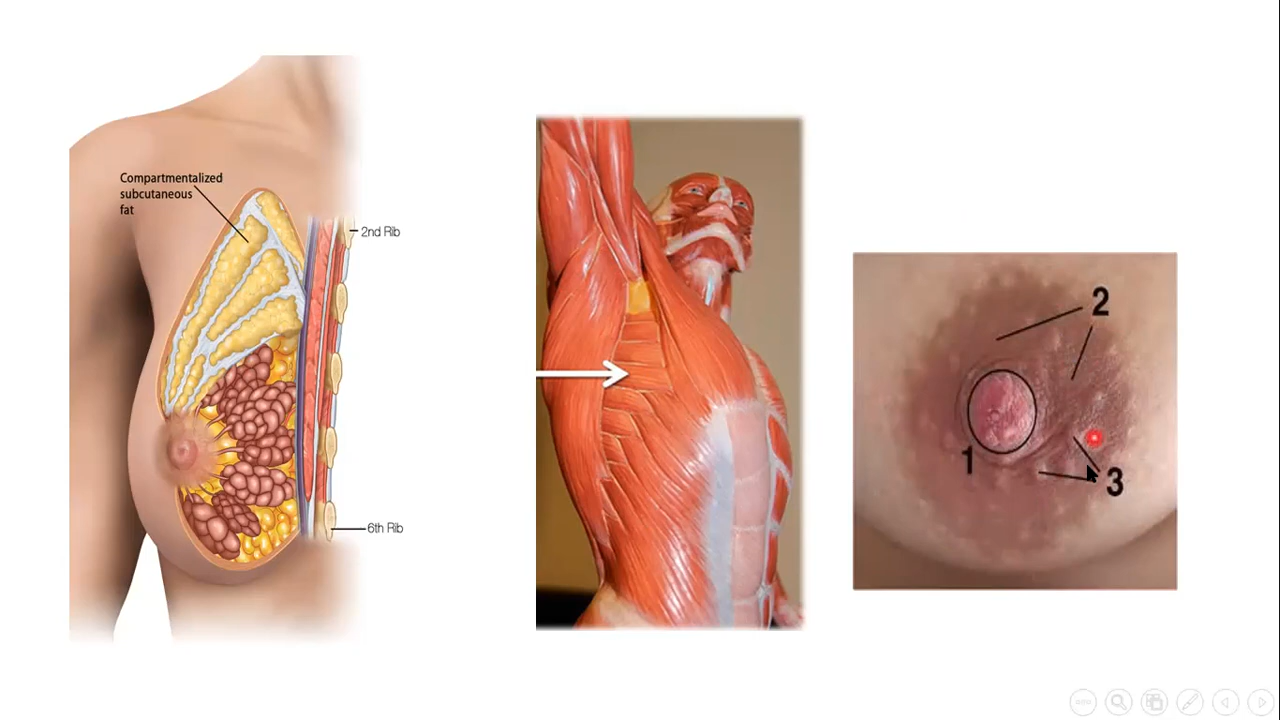 Compartmentalized
subcutaneous
fat
2nd Rib
6th Rib
2
1
3